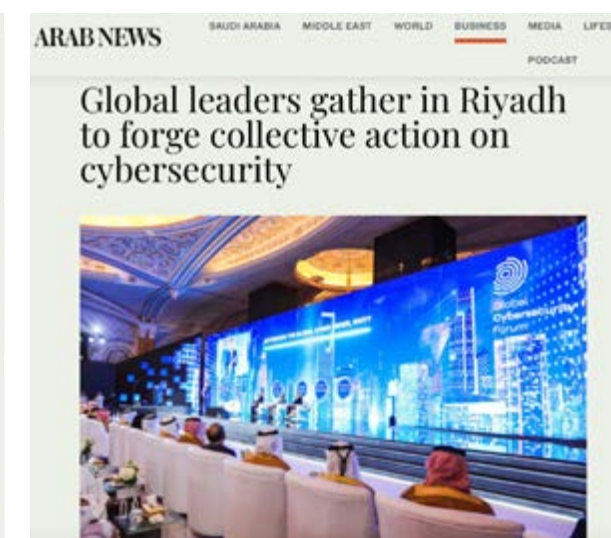 ARAB NEWS
SAUDI ARABIA MIDDLE EAST WORLD BUSINESS MEDIA LIFES
PODCAST
Global leaders gather in Riyadh
to forge collective action on
cybersecurity
Global
Cybersecurity
Forum